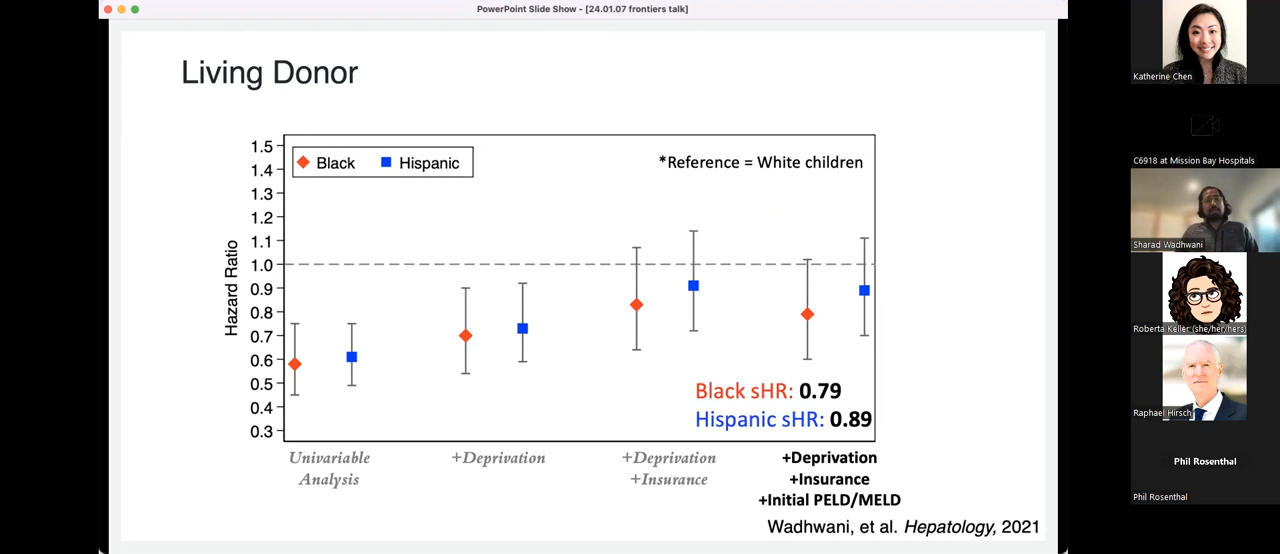 PowerPoint Slide Show - [24.01.07 frontiers talk]
Living Donor
1.5
1.4
1.3
1.2
1.1
1.0
0.9
0.8
0.7
0.6
0.5
0.4
0.3
Hazard Ratio
Black
Hispanic
*Reference = White children
Black sHR: 0.79
Hispanic sHR: 0.89
Univariable
Analysis
+Deprivation
+Deprivation
+Insurance
+Deprivation
+Insurance
+Initial PELD/MELD
Wadhwani, et al. Hepatology, 2021
Katherine Chen
C6918 at Mission Bay Hospitals
Sharad Wadhwani
Roberta Keller (she/her/hers)
Raphael Hirsch
Phil Rosenthal
Phil Rosenthal